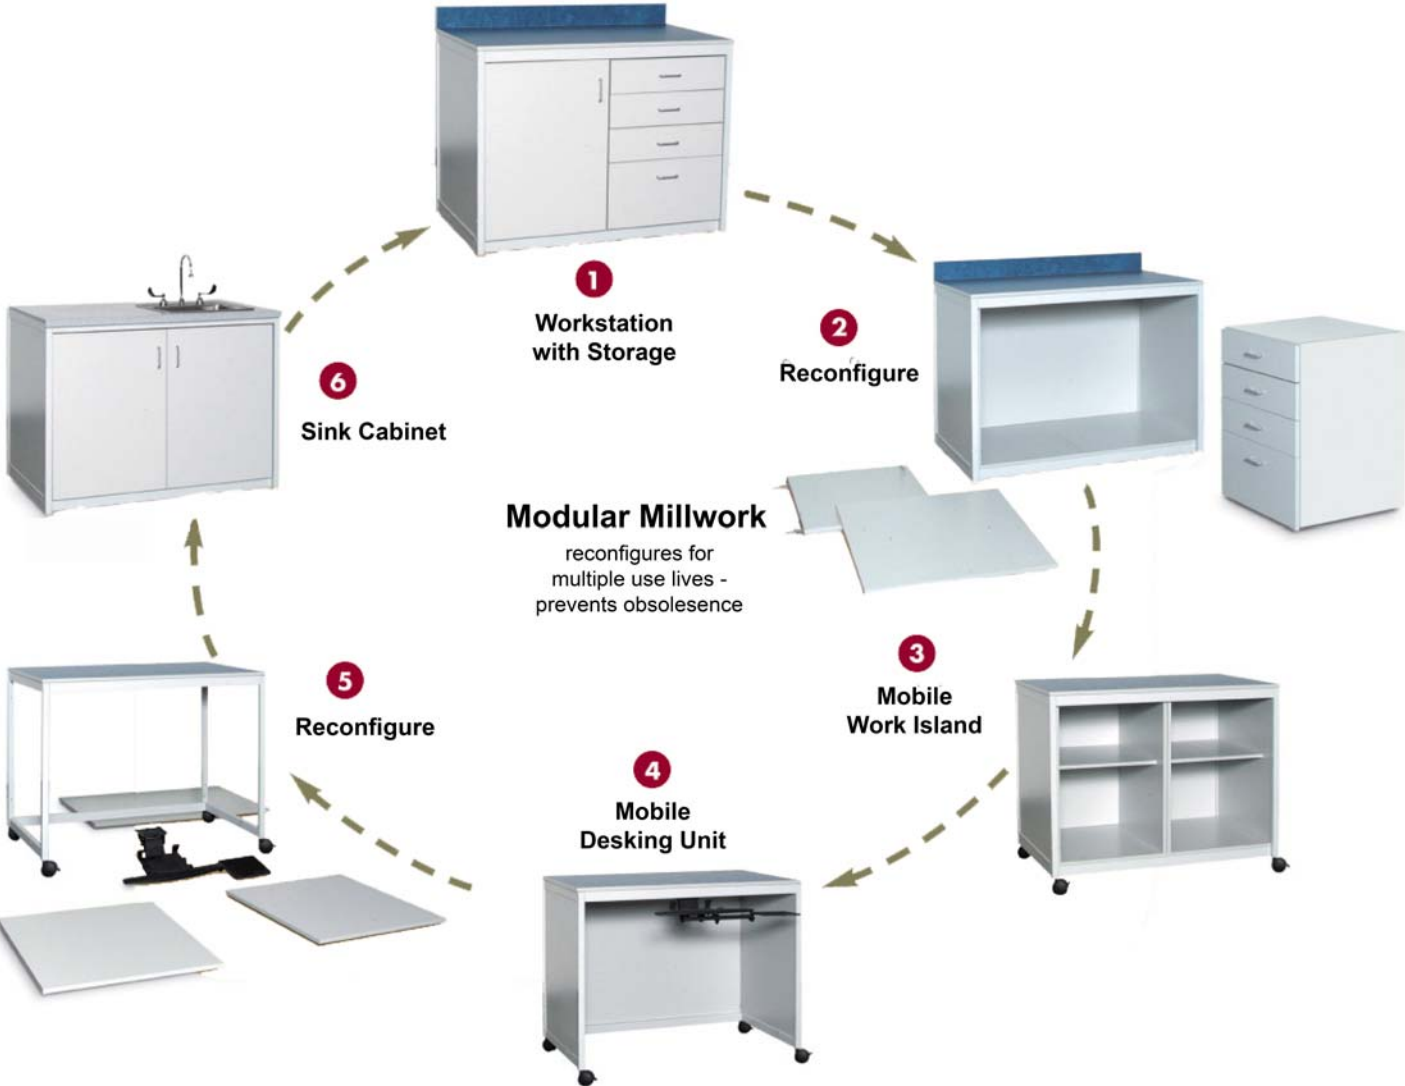 1
Workstation
with Storage
2
Reconfigure
3
Mobile
Work Island
4
Mobile
Desking Unit
5
Reconfigure
6
Sink Cabinet
Modular Millwork
reconfigures for
multiple use lives -
prevents obsolesence